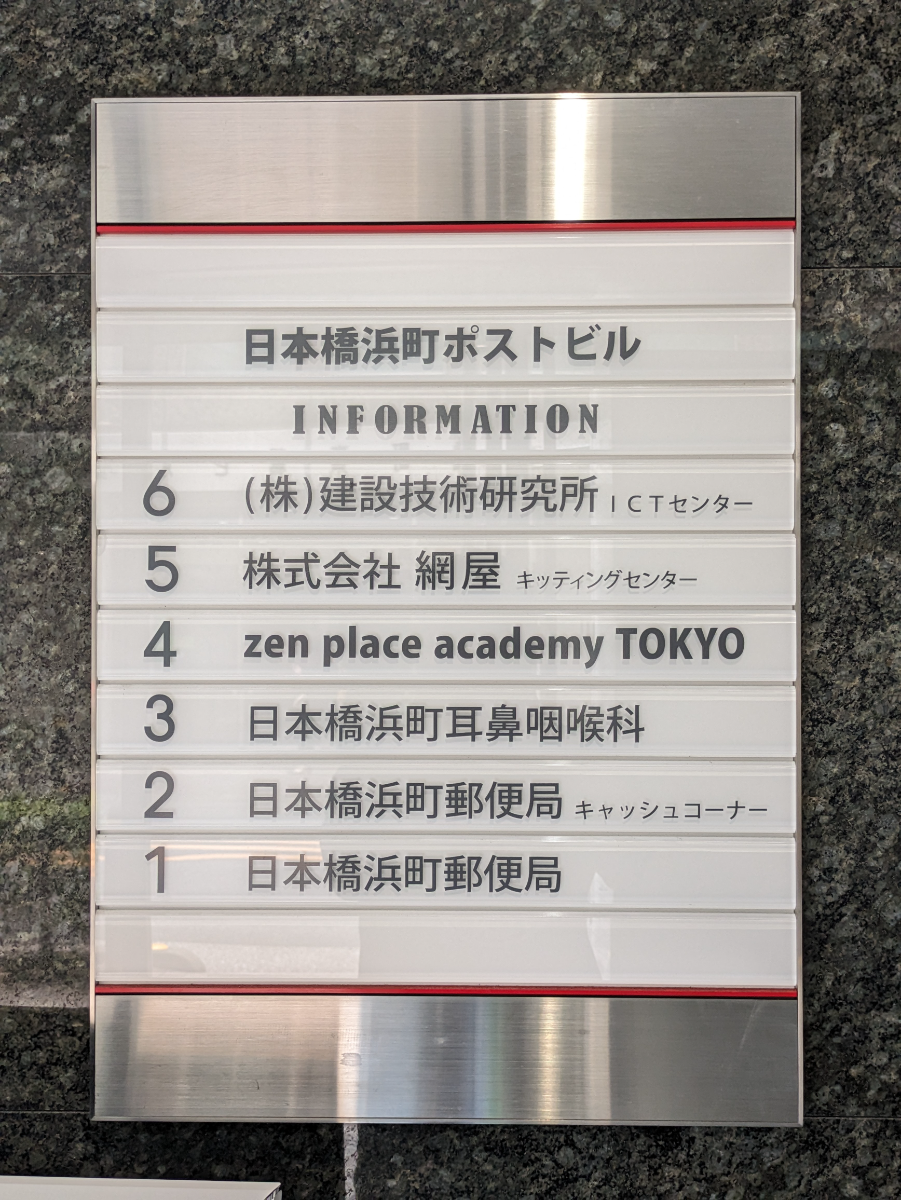 日本橋浜町ポストビル
INFORMATION
6 (株)建設技術研究所 ICTセンター
5 株式会社 網屋 キッティングセンター
4 zen place academy TOKYO
3 日本橋浜町耳鼻咽喉科
2 日本橋浜町郵便局 キャッシュコーナー
1 日本橋浜町郵便局